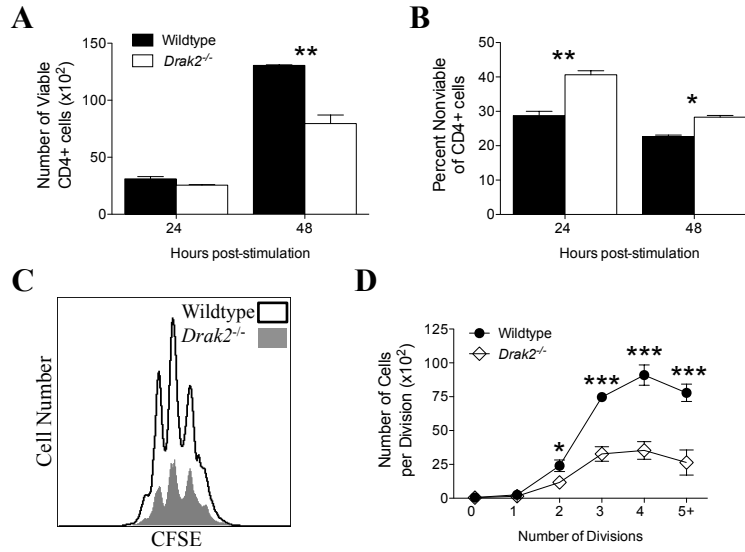 A
Wildtype
Drak2-/-
Number of Viable
CD4+ cells (x10²)
150
100
50
0
**
24
48
Hours post-stimulation
B
Percent Nonviable
of CD4+ cells
50
40
30
20
10
0
**
*
24
48
Hours post-stimulation
C
Wildtype
Drak2-/-
Cell Number
CFSE
D
Wildtype
Drak2-/-
Number of Cells
per Division (x10²)
125
100
75
50
25
0
*
***
***
***
0
1
2
3
4
5+
Number of Divisions